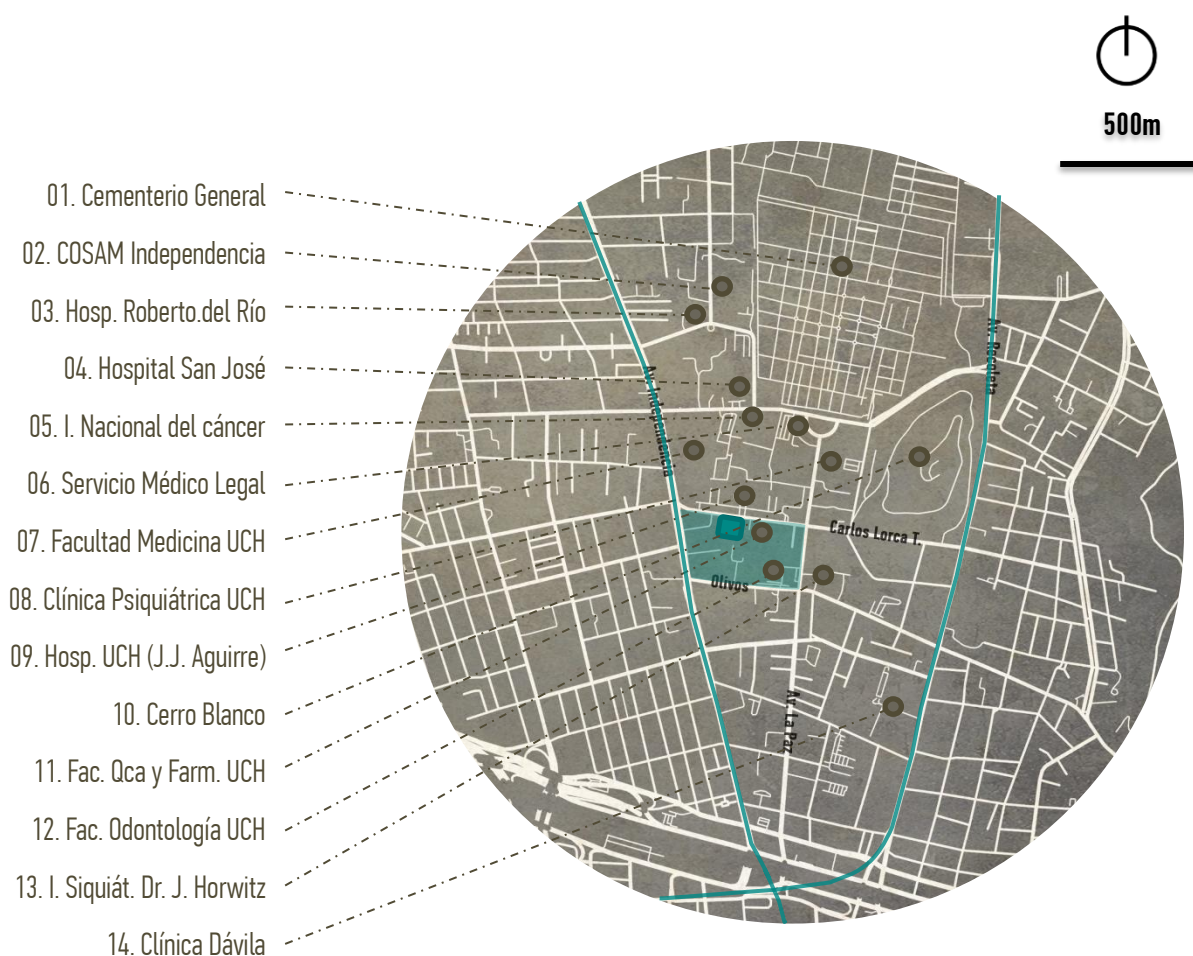 500m
01. Cementerio General
02. COSAM Independencia
03. Hosp. Roberto.del Río
04. Hospital San José
05. I. Nacional del cáncer
06. Servicio Médico Legal
07. Facultad Medicina UCH
08. Clínica Psiquiátrica UCH
09. Hosp. UCH (J.J. Aguirre)
10. Cerro Blanco
11. Fac. Qca y Farm. UCH
12. Fac. Odontología UCH
13. I. Siquiát. Dr. J. Horwitz
14. Clínica Dávila
Av. Independencia
Av. Recoleta
Carlos Lorca T.
Olivos
Av. La Paz